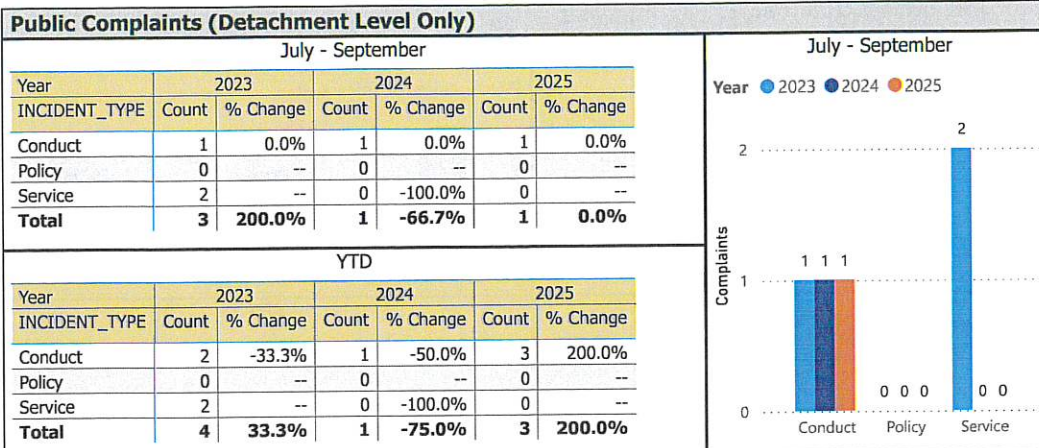 Public Complaints (Detachment Level Only)
July - September
Year 2023 2024 2025
INCIDENT_TYPE Count % Change Count % Change Count % Change
Conduct 1 0.0% 1 0.0% 1 0.0%
Policy 0 -- 0 -- 0 --
Service 2 -- 0 -100.0% 0 --
Total 3 200.0% 1 -66.7% 1 0.0%
YTD
Year 2023 2024 2025
INCIDENT_TYPE Count % Change Count % Change Count % Change
Conduct 2 -33.3% 1 -50.0% 3 200.0%
Policy 0 -- 0 -- 0 --
Service 2 -- 0 -100.0% 0 --
Total 4 33.3% 1 -75.0% 3 200.0%
July - September
Year 2023 2024 2025
2
2
Complaints
1 1 1
1
0 0 0 0 0
0
Conduct Policy Service